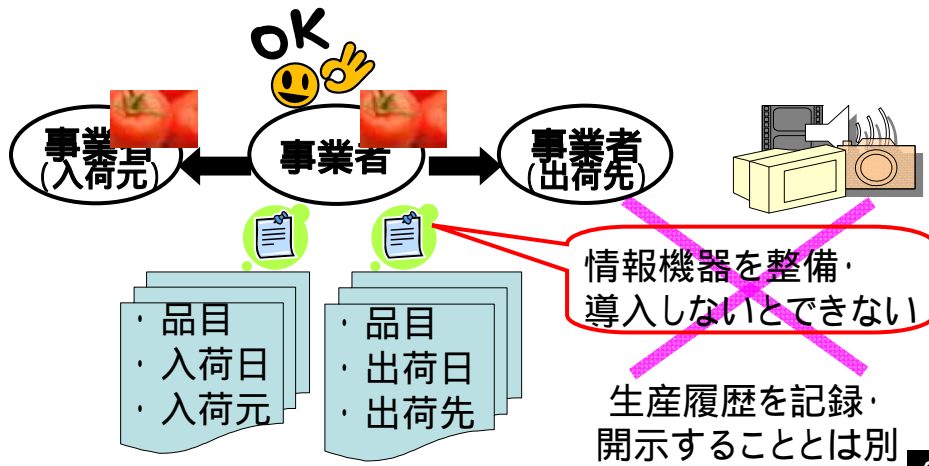 OK
事業者
(入荷元)
事業者
事業者
(出荷先)
情報機器を整備・
導入しないとできない
・品目
・入荷日
・入荷元
・品目
・出荷日
・出荷先
生産履歴を記録・
開示することとは別